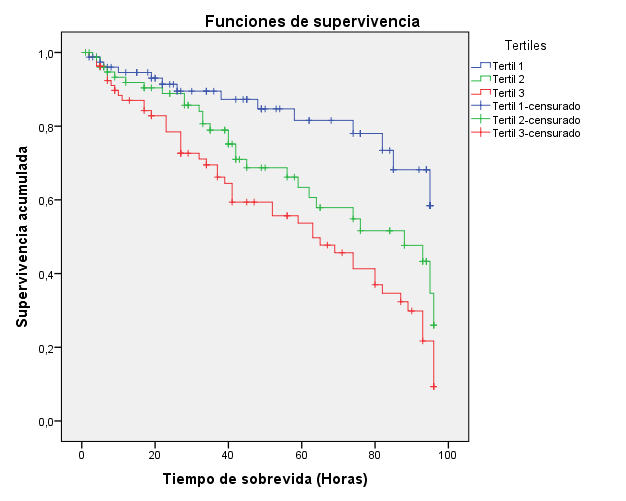 Funciones de supervivencia
Supervivencia acumulada
1,0
0,8
0,6
0,4
0,2
0,0
0
20
40
60
80
100
Tiempo de sobrevida (Horas)
Tertiles
Tertil 1
Tertil 2
Tertil 3
Tertil 1-censurado
Tertil 2-censurado
Tertil 3-censurado